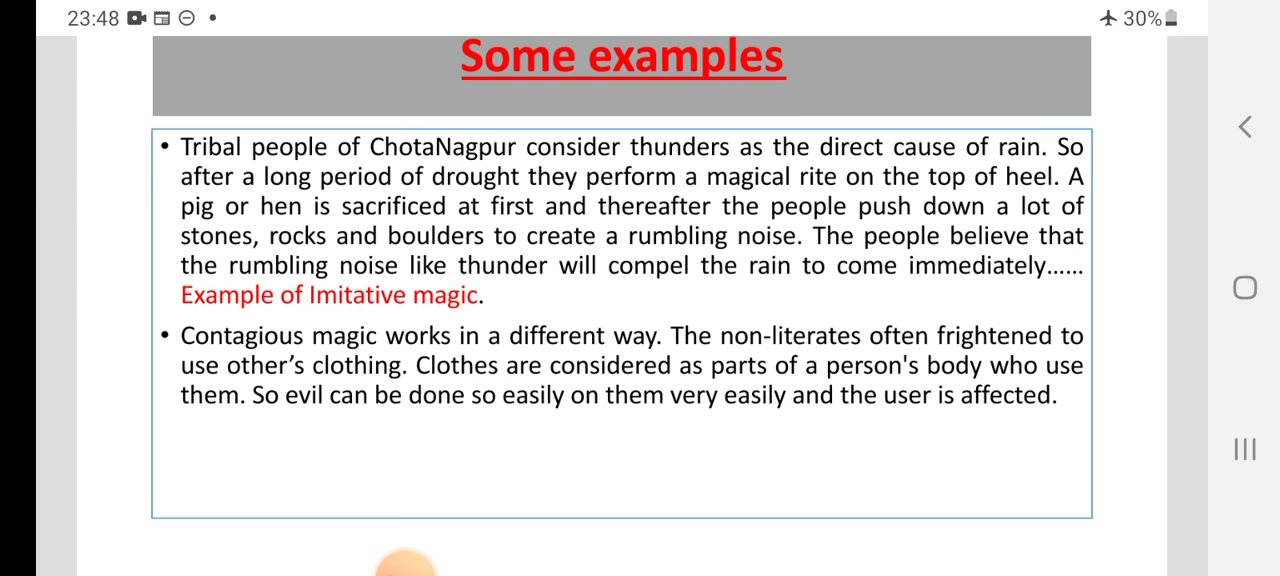 23:48
30%
Some examples
• Tribal people of ChotaNagpur consider thunders as the direct cause of rain. So
after a long period of drought they perform a magical rite on the top of heel. A
pig or hen is sacrificed at first and thereafter the people push down a lot of
stones, rocks and boulders to create a rumbling noise. The people believe that
the rumbling noise like thunder will compel the rain to come immediately......
Example of Imitative magic.
• Contagious magic works in a different way. The non-literates often frightened to
use other’s clothing. Clothes are considered as parts of a person's body who use
them. So evil can be done so easily on them very easily and the user is affected.